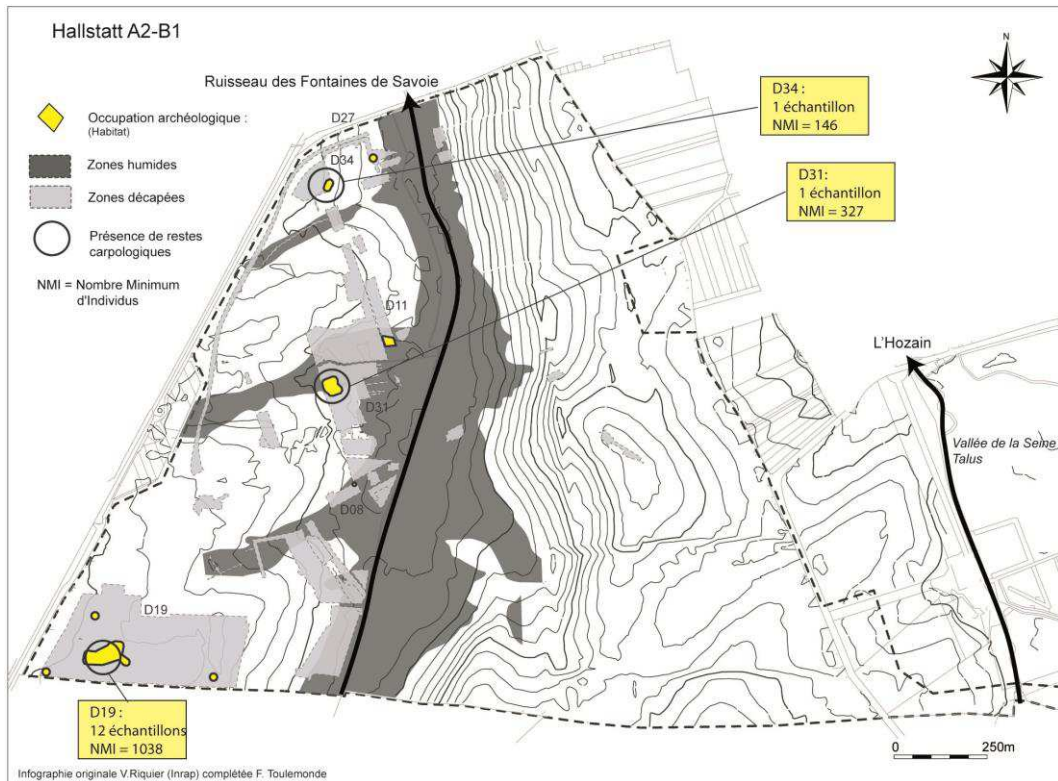 Hallstatt A2-B1
N
Ruisseau des Fontaines de Savoie
Occupation archéologique :
(Habitat)
Zones humides
Zones décapées
Présence de restes
carpologiques
NMI = Nombre Minimum
d'Individus
D34 :
1 échantillon
NMI = 146
D31:
1 échantillon
NMI = 327
D27
D34
D11
D31
D08
D19
L'Hozain
Vallée de la Seine
Talus
D19 :
12 échantillons
NMI = 1038
0 250m
Infographie originale V.Riquier (Inrap) complétée F. Toulemonde